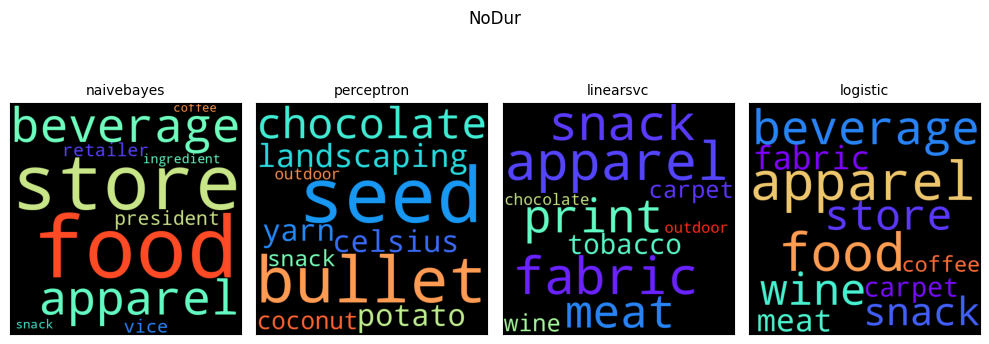 NoDur
naivebayes
coffee
beverage
retailer
ingredient
store
president
food
apparel
snack
vice
perceptron
chocolate
landscaping
outdoor
seed
yarn
celsius
snack
bullet
coconut
potato
linearsvc
snack
apparel
carpet
chocolate
print
outdoor
tobacco
fabric
meat
wine
logistic
beverage
fabric
apparel
store
food
coffee
wine
carpet
meat
snack